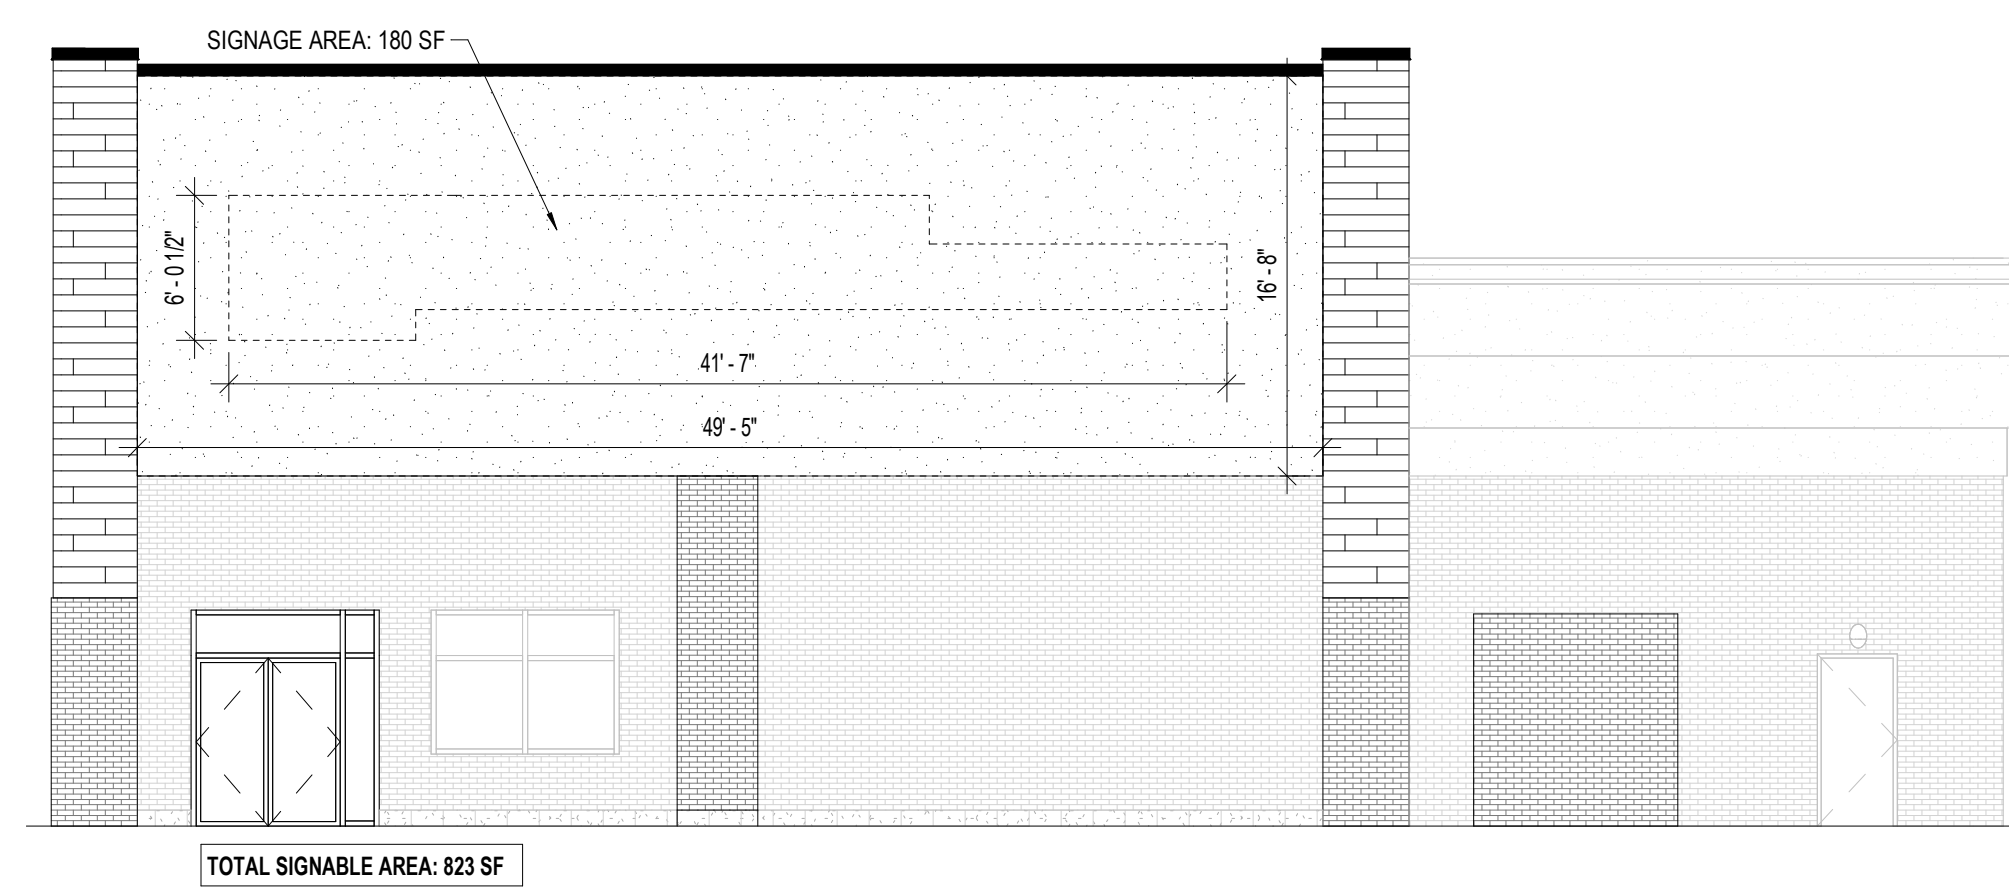 SIGNAGE AREA: 180 SF
6' - 0 1/2"
16' - 8"
41' - 7"
49' - 5"
TOTAL SIGNABLE AREA: 823 SF